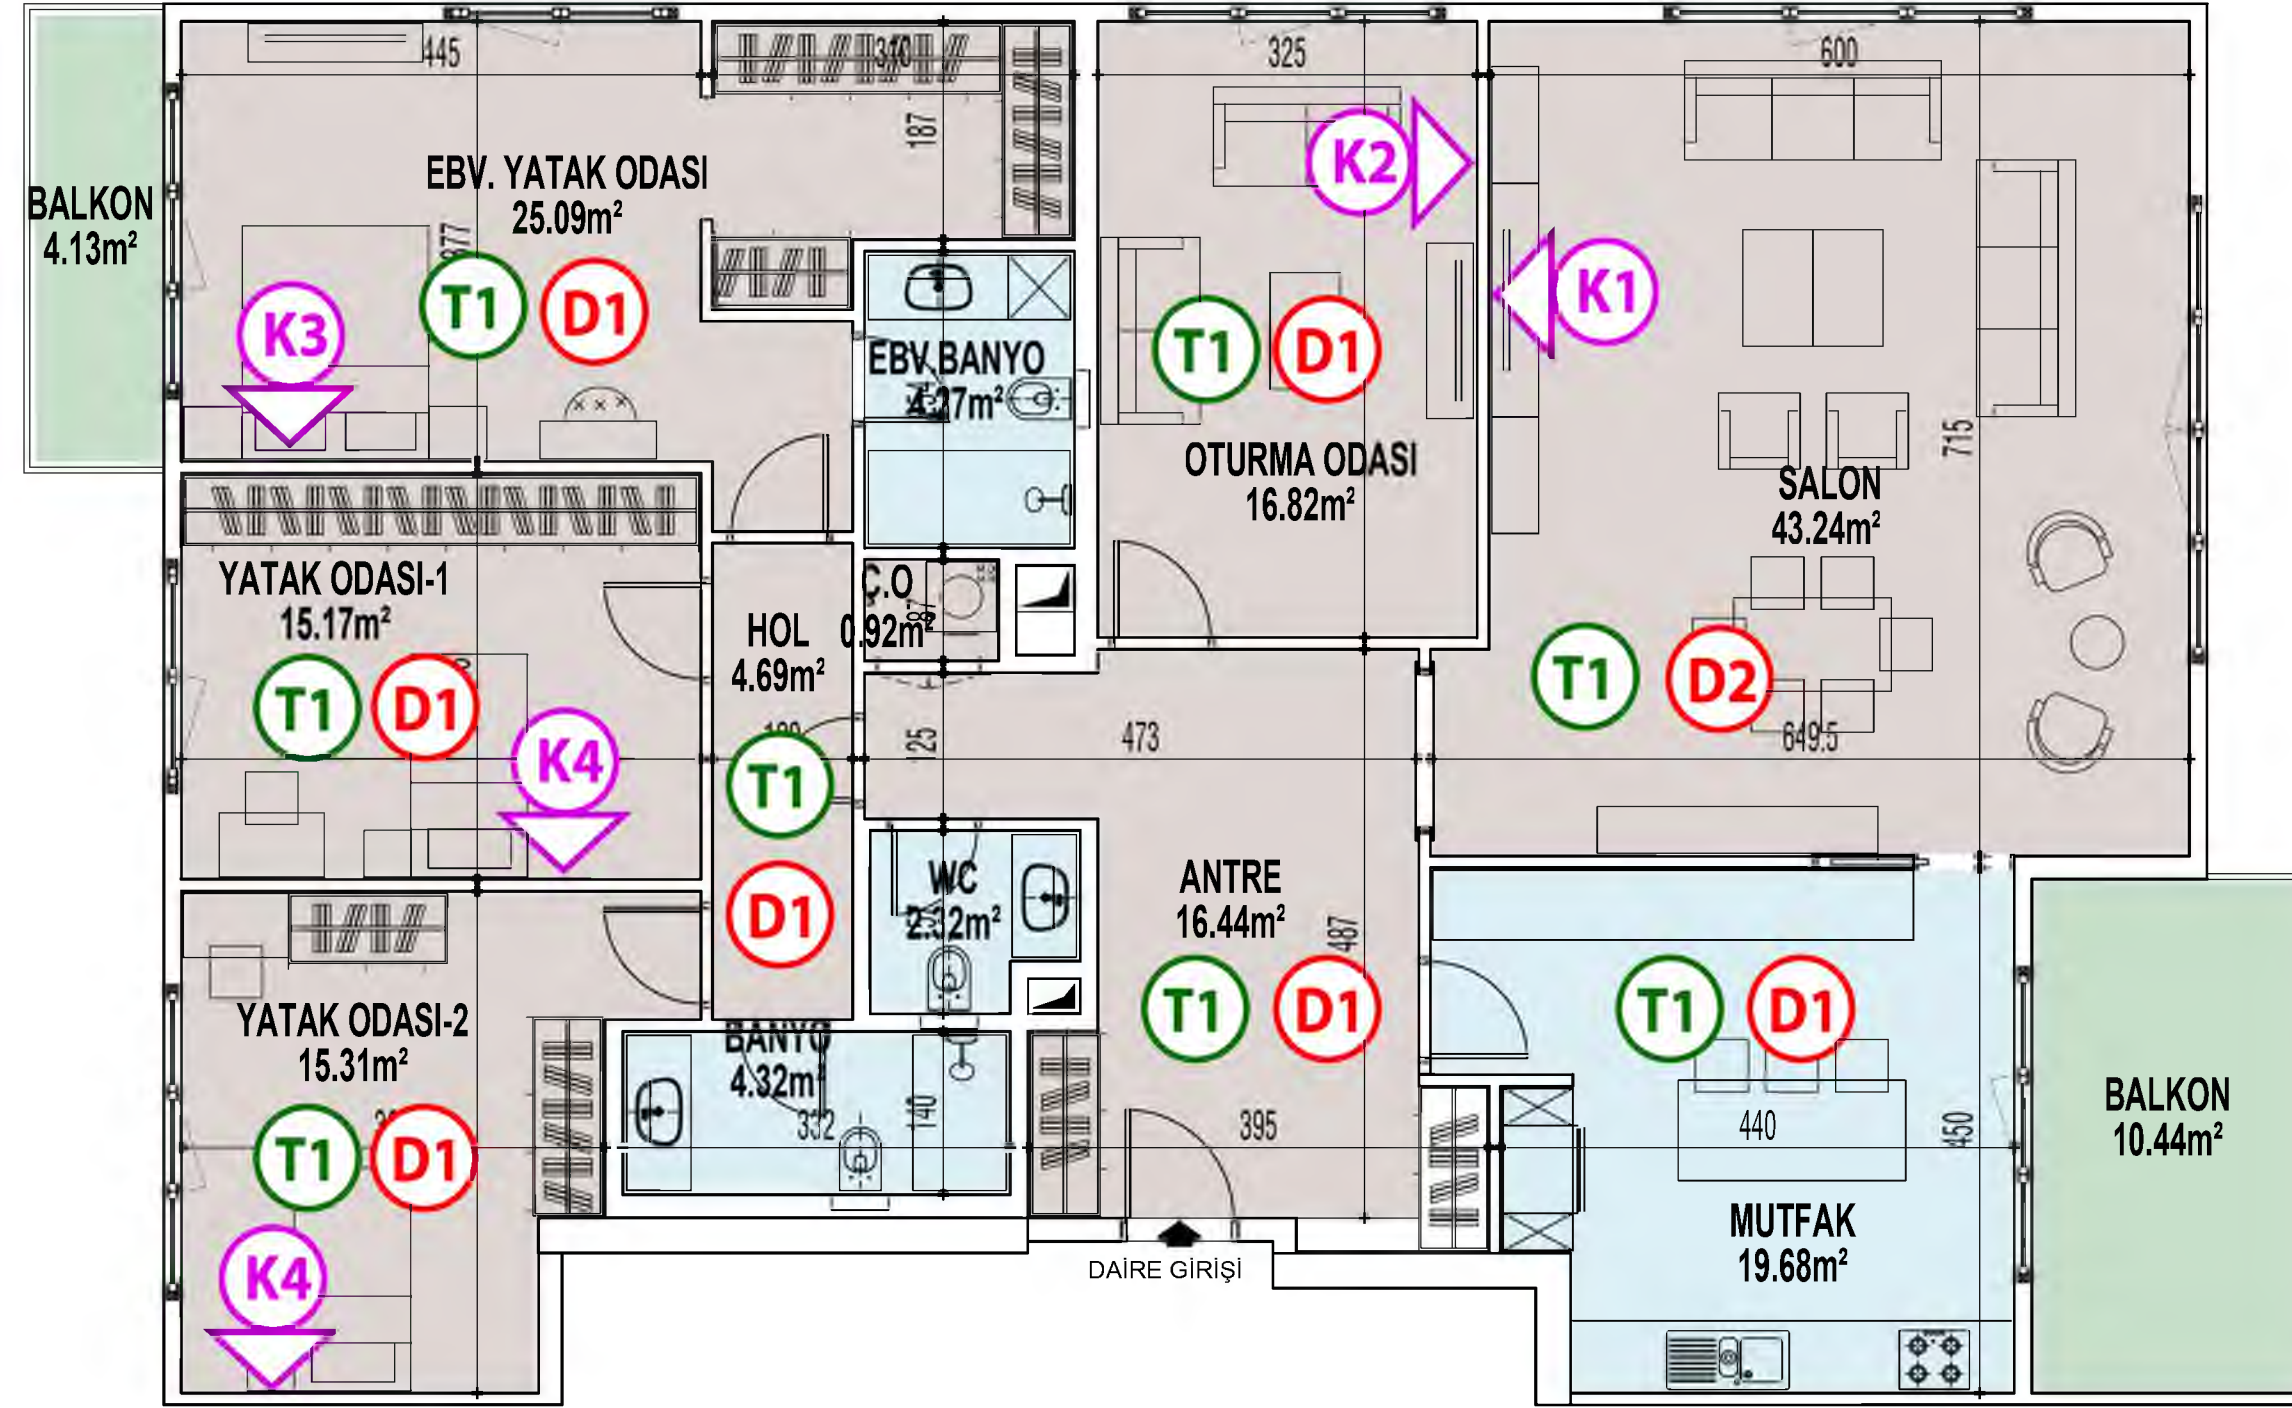 445
310
325
600
187
EBV. YATAK ODASI
25.09m²
BALKON
4.13m²
377
K2
K1
K3
T1
D1
T1
D1
EBV.BANYO
4.27m²
OTURMA ODASI
16.82m²
SALON
43.24m²
715
YATAK ODASI-1
15.17m²
HOL
4.69m²
Ç.O
0.92m²
87
T1
D1
K4
T1
D1
125
473
T1
D2
649.5
WC
2.32m²
ANTRE
16.44m²
487
T1
D1
T1
D1
YATAK ODASI-2
15.31m²
BANYO
4.32m²
332
140
395
440
450
BALKON
10.44m²
T1
D1
MUTFAK
19.68m²
K4
DAİRE GİRİŞİ